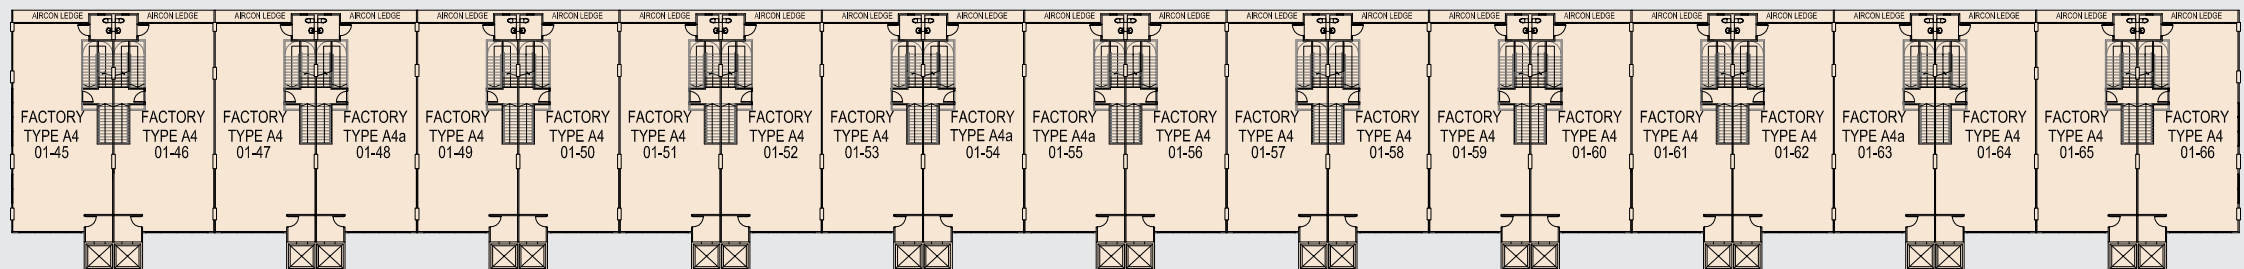 AIRCON LEDGE AIRCON LEDGE AIRCON LEDGE AIRCON LEDGE AIRCON LEDGE AIRCON LEDGE AIRCON LEDGE AIRCON LEDGE AIRCON LEDGE AIRCON LEDGE AIRCON LEDGE AIRCON LEDGE AIRCON LEDGE AIRCON LEDGE AIRCON LEDGE AIRCON LEDGE AIRCON LEDGE AIRCON LEDGE AIRCON LEDGE AIRCON LEDGE AIRCON LEDGE AIRCON LEDGE
FACTORY FACTORY FACTORY FACTORY FACTORY FACTORY FACTORY FACTORY FACTORY FACTORY FACTORY FACTORY FACTORY FACTORY FACTORY FACTORY FACTORY FACTORY FACTORY FACTORY FACTORY FACTORY
TYPE A4 TYPE A4 TYPE A4 TYPE A4a TYPE A4 TYPE A4 TYPE A4 TYPE A4 TYPE A4 TYPE A4a TYPE A4a TYPE A4 TYPE A4 TYPE A4 TYPE A4 TYPE A4 TYPE A4 TYPE A4 TYPE A4a TYPE A4 TYPE A4 TYPE A4
01-45 01-46 01-47 01-48 01-49 01-50 01-51 01-52 01-53 01-54 01-55 01-56 01-57 01-58 01-59 01-60 01-61 01-62 01-63 01-64 01-65 01-66